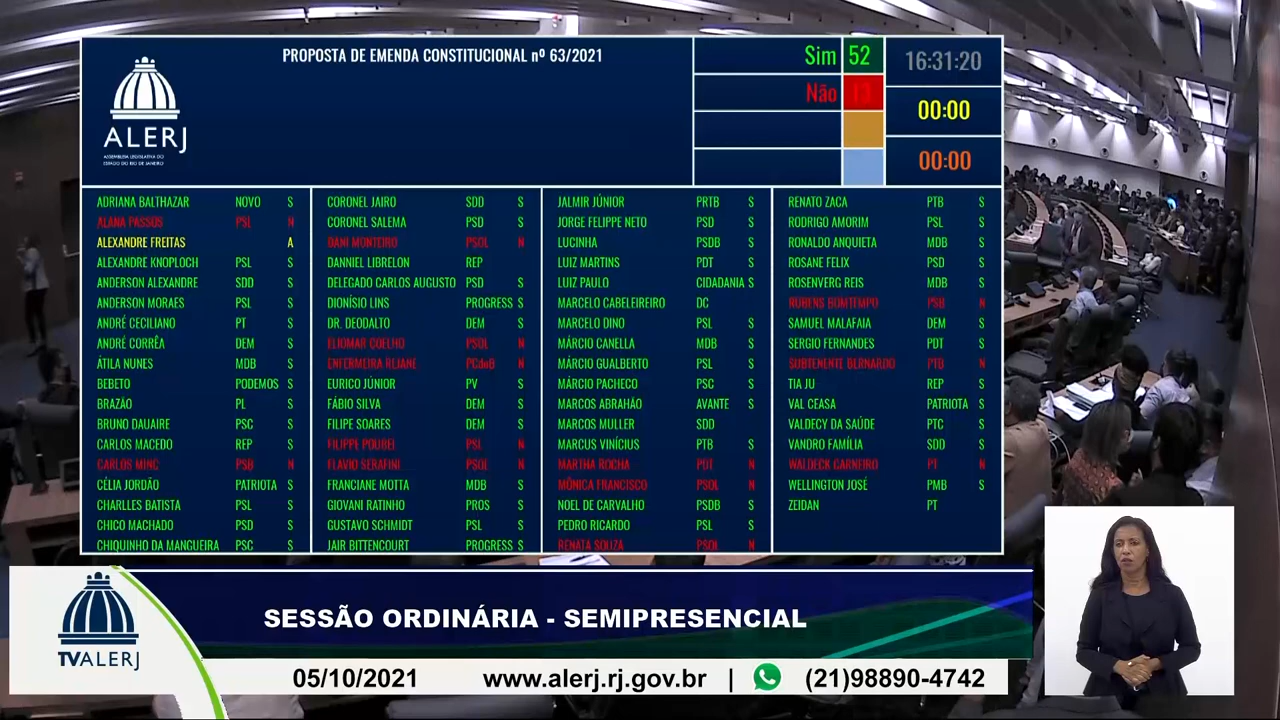 PROPOSTA DE EMENDA CONSTITUCIONAL nº 63/2021
ALERJ
ASSEMBLEIA LEGISLATIVA DO
ESTADO DO RIO DE JANEIRO
Sim 52
Não 13
16:31:20
00:00
00:00
ADRIANA BALTHAZAR NOVO S
ALANA PASSOS PSL N
ALEXANDRE FREITAS A
ALEXANDRE KNOPLOCH PSL S
ANDERSON ALEXANDRE SDD S
ANDERSON MORAES PSL S
ANDRÉ CECILIANO PT S
ANDRÉ CORRÊA DEM S
ÁTILA NUNES MDB S
BEBETO PODEMOS S
BRAZÃO PL S
BRUNO DAUAIRE PSC S
CARLOS MACEDO REP S
CARLOS MINC PSB N
CÉLIA JORDÃO PATRIOTA S
CHARLLES BATISTA PSL S
CHICO MACHADO PSD S
CHIQUINHO DA MANGUEIRA PSC S
CORONEL JAIRO SDD S
CORONEL SALEMA PSD S
DANI MONTEIRO PSOL N
DANNIEL LIBRELON REP
DELEGADO CARLOS AUGUSTO PSD S
DIONÍSIO LINS PROGRESS S
DR. DEODALTO DEM S
ELIOMAR COELHO PSOL N
ENFERMEIRA REJANE PCdoB N
EURICO JÚNIOR PV S
FÁBIO SILVA DEM S
FILIPE SOARES DEM S
FILIPPE POUBEL PSL N
FLAVIO SERAFINI PSOL N
FRANCIANE MOTTA MDB S
GIOVANI RATINHO PROS S
GUSTAVO SCHMIDT PSL S
JAIR BITTENCOURT PROGRESS S
JALMIR JÚNIOR PRTB S
JORGE FELIPPE NETO PSD S
LUCINHA PSDB S
LUIZ MARTINS PDT S
LUIZ PAULO CIDADANIA S
MARCELO CABELEIREIRO DC
MARCELO DINO PSL S
MÁRCIO CANELLA MDB S
MÁRCIO GUALBERTO PSL S
MÁRCIO PACHECO PSC S
MARCOS ABRAHÃO AVANTE S
MARCOS MULLER SDD
MARCUS VINÍCIUS PTB S
MARTHA ROCHA PDT N
MÔNICA FRANCISCO PSOL N
NOEL DE CARVALHO PSDB S
PEDRO RICARDO PSL S
RENATA SOUZA PSOL N
RENATO ZACA PTB S
RODRIGO AMORIM PSL S
RONALDO ANQUIETA MDB S
ROSANE FELIX PSD S
ROSENVERG REIS MDB S
RUBENS BOMTEMPO PSB N
SAMUEL MALAFAIA DEM S
SERGIO FERNANDES PDT S
SUBTENENTE BERNARDO PTB N
TIA JU REP S
VAL CEASA PATRIOTA S
VALDECY DA SAÚDE PTC S
VANDRO FAMÍLIA SDD S
WALDECK CARNEIRO PT N
WELLINGTON JOSÉ PMB S
ZEIDAN PT
TVALERJ
SESSÃO ORDINÁRIA - SEMIPRESENCIAL
05/10/2021 www.alerj.rj.gov.br | (21)98890-4742